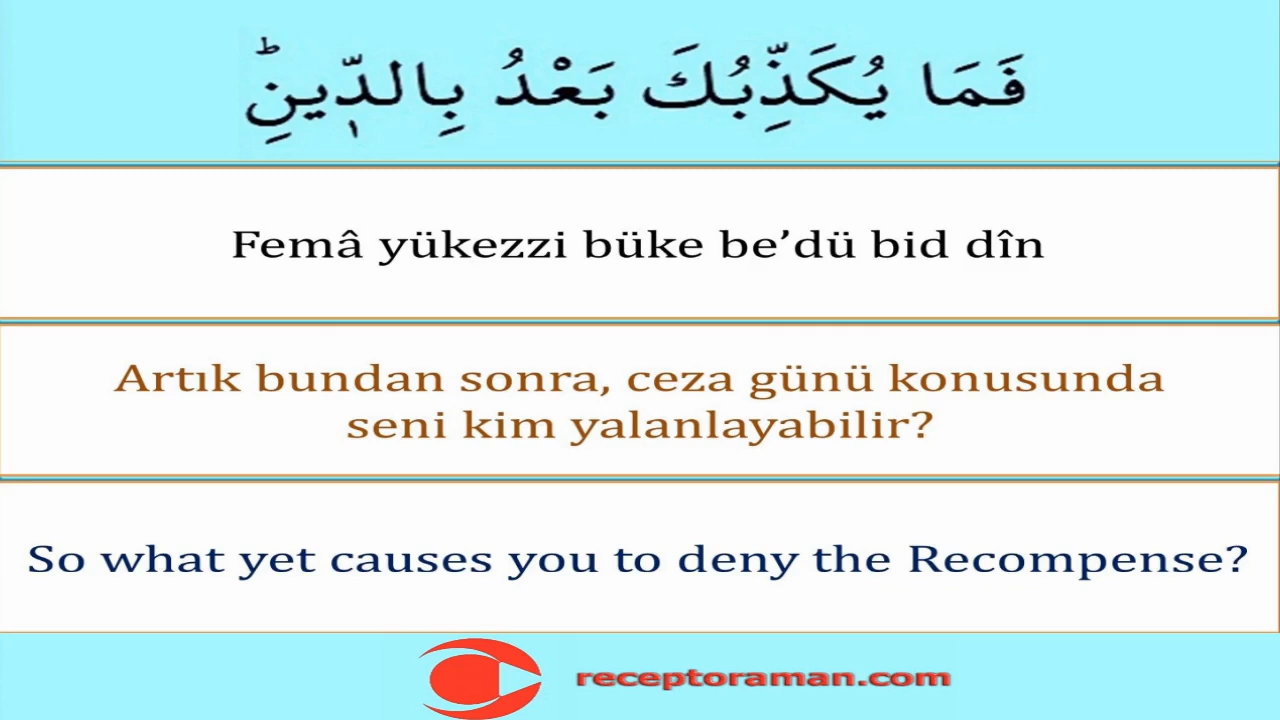 فَمَا يُكَذِّبُكَ بَعْدُ بِالدّ۪ينِۜ
Femâ yükezzi büke be’dü bid dîn
Artık bundan sonra, ceza günü konusunda
seni kim yalanlayabilir?
So what yet causes you to deny the Recompense?
receptoraman.com